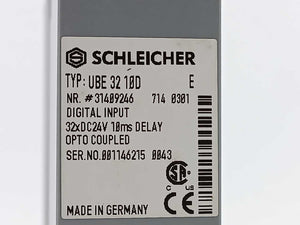 SCHLEICHER
TYP: UBE 32 10D E
NR. #31409246 714 0301
DIGITAL INPUT
32xDC24V 10ms DELAY
OPTO COUPLED
SER.NO.001146215 0043
MADE IN GERMANY